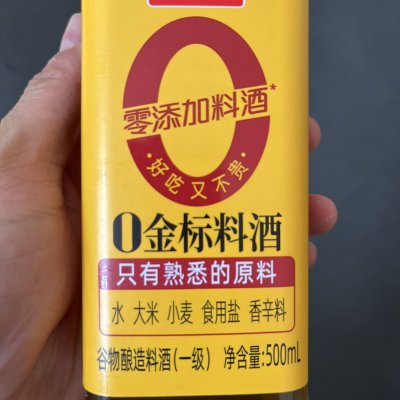 零添加料酒*
·好吃又不贵·
0金标料酒
只有熟悉的原料
水 大米 小麦 食用盐 香辛料
谷物酿造料酒(一级) 净含量:500mL